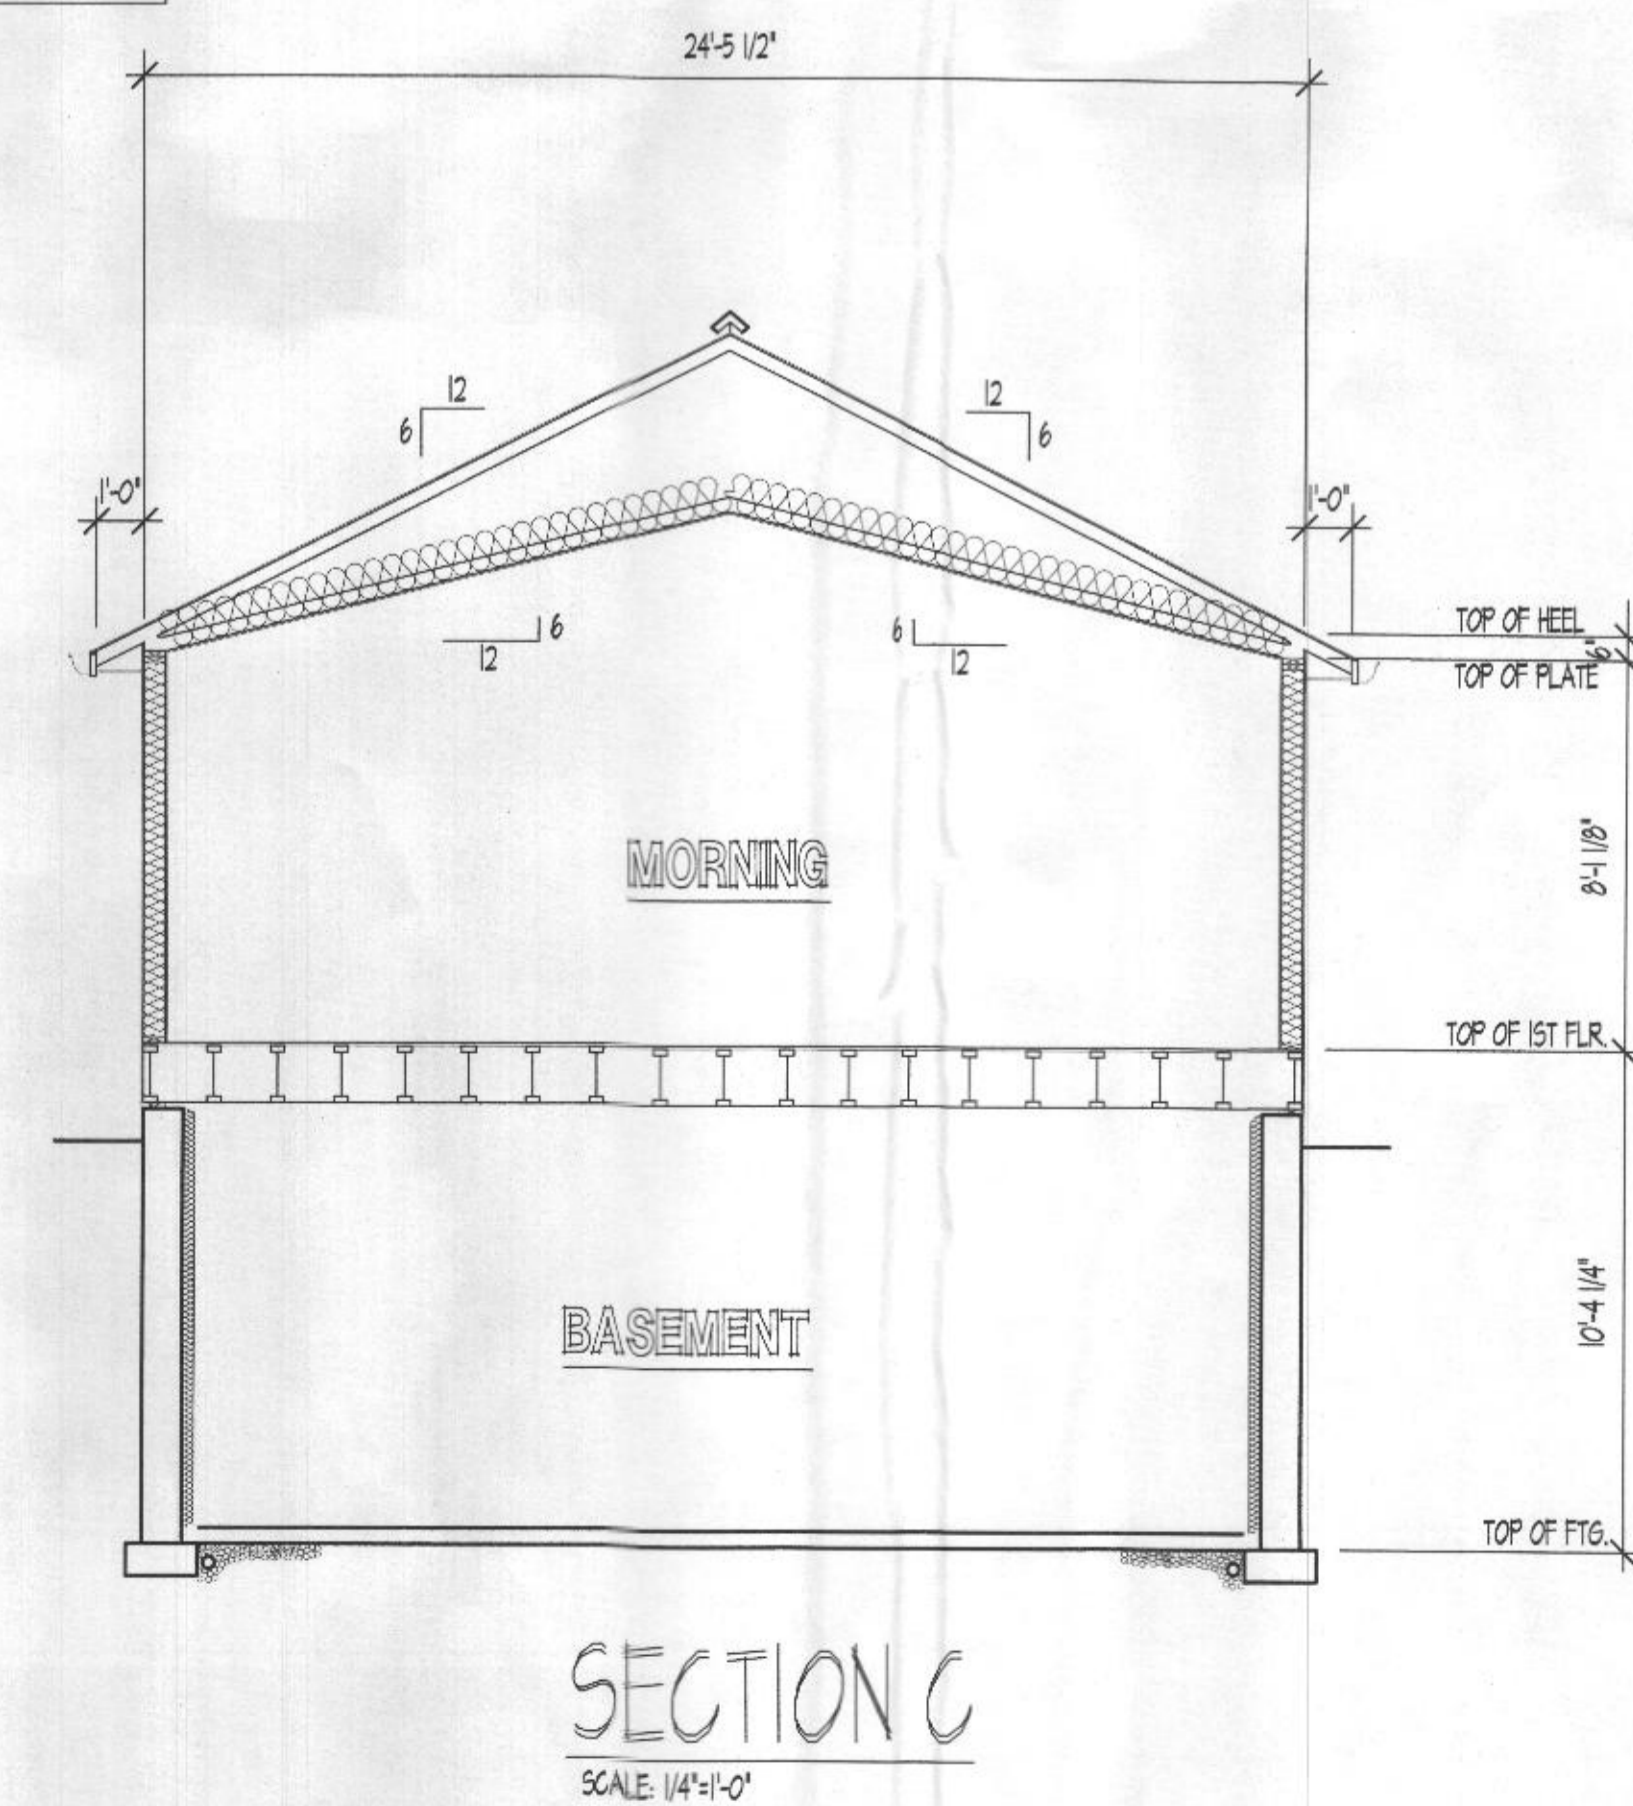 24'-5 1/2"
12
6
12
6
1'-0"
1'-0"
6
12
6
12
TOP OF HEEL
6"
TOP OF PLATE
8'-1 1/8"
MORNING
TOP OF 1ST FLR.
10'-4 1/4"
BASEMENT
TOP OF FTG.
SECTION C
SCALE: 1/4"=1'-0"